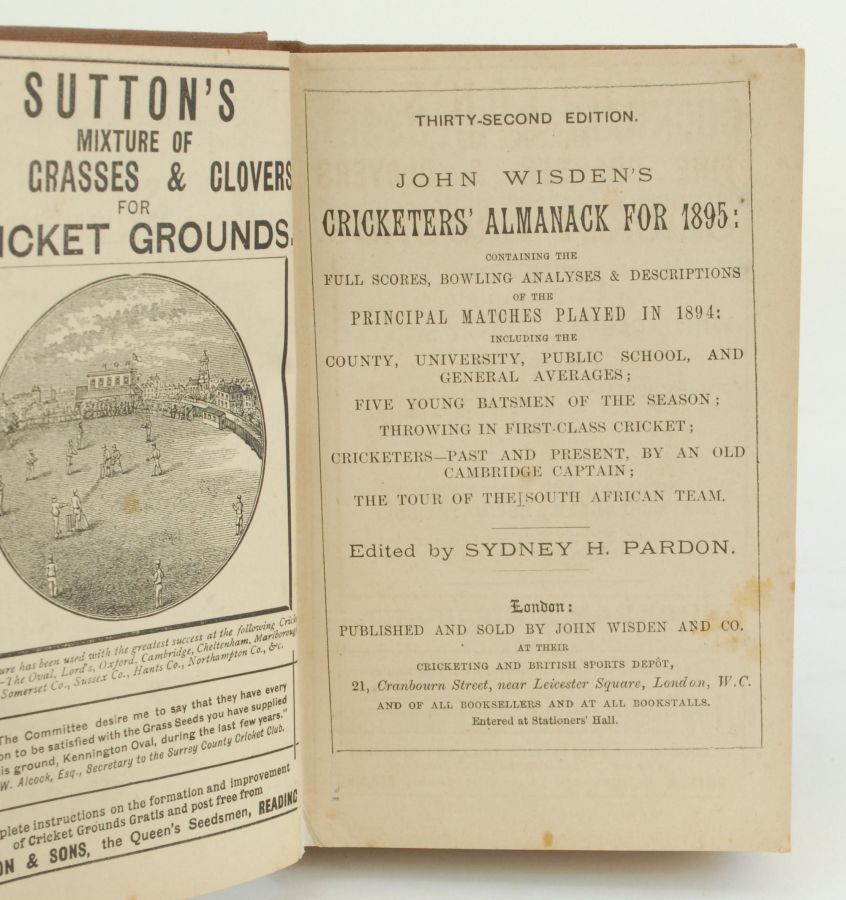 SUTTON'S
MIXTURE OF
GRASSES & CLOVERS
FOR
ICKET GROUNDS.
ure has been used with the greatest success at the following Crick
—The Oval, Lord's, Oxford, Cambridge, Cheltenham, Marlborough
Somerset Co., Sussex Co., Hants Co., Northampton Co., &c.
The Committee desire me to say that they have every
on to be satisfied with the Grass Seeds you have supplied
is ground, Kennington Oval, during the last few years."
W. Alcock, Esq., Secretary to the Surrey County Cricket Club.
plete instructions on the formation and improvement
of Cricket Grounds Gratis and post free from
ON & SONS, the Queen's Seedsmen, READING
THIRTY-SECOND EDITION.
JOHN WISDEN'S
CRICKETERS' ALMANACK FOR 1895:
CONTAINING THE
FULL SCORES, BOWLING ANALYSES & DESCRIPTIONS
OF THE
PRINCIPAL MATCHES PLAYED IN 1894:
INCLUDING THE
COUNTY, UNIVERSITY, PUBLIC SCHOOL, AND
GENERAL AVERAGES;
FIVE YOUNG BATSMEN OF THE SEASON;
THROWING IN FIRST-CLASS CRICKET;
CRICKETERS—PAST AND PRESENT, BY AN OLD
CAMBRIDGE CAPTAIN;
THE TOUR OF THE SOUTH AFRICAN TEAM.
Edited by SYDNEY H. PARDON.
London:
PUBLISHED AND SOLD BY JOHN WISDEN AND CO.
AT THEIR
CRICKETING AND BRITISH SPORTS DEPÔT,
21, Cranbourn Street, near Leicester Square, London, W.C.
AND OF ALL BOOKSELLERS AND AT ALL BOOKSTALLS.
Entered at Stationers' Hall.